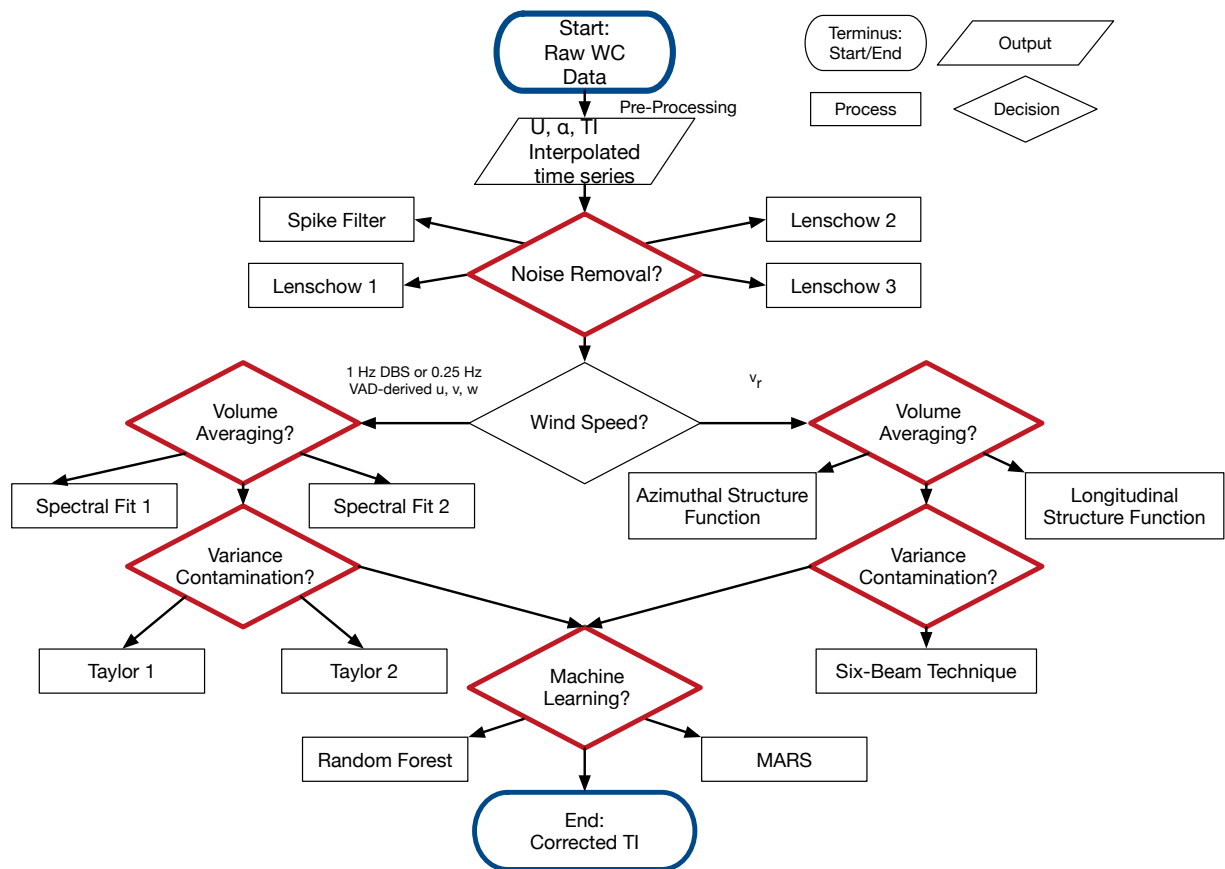 Start:
Raw WC
Data
Terminus:
Start/End
Output
Process
Decision
Pre-Processing
U, α, TI
Interpolated
time series
Spike Filter
Lenschow 2
Noise Removal?
Lenschow 1
Lenschow 3
1 Hz DBS or 0.25 Hz
VAD-derived u, v, w
vr
Volume
Averaging?
Wind Speed?
Volume
Averaging?
Spectral Fit 1
Spectral Fit 2
Azimuthal Structure
Function
Longitudinal
Structure Function
Variance
Contamination?
Variance
Contamination?
Taylor 1
Taylor 2
Machine
Learning?
Six-Beam Technique
Random Forest
MARS
End:
Corrected TI